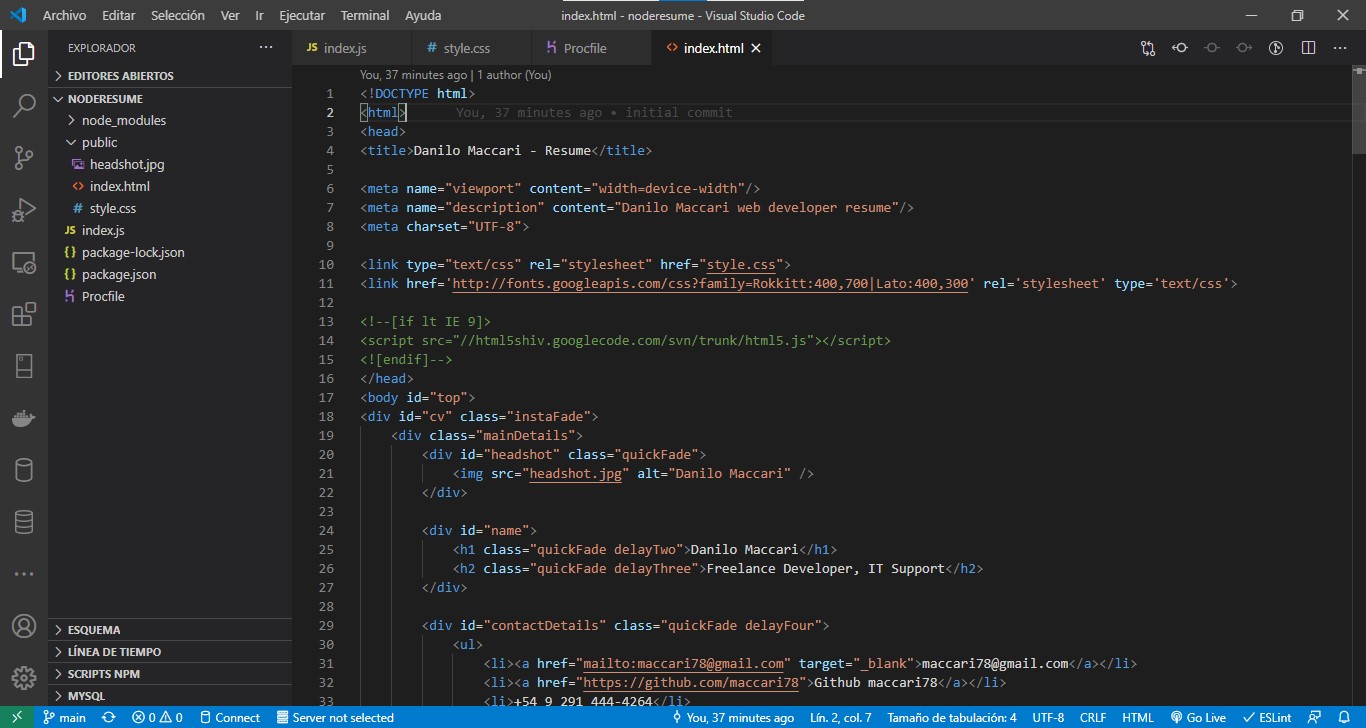 Archivo Editar Selección Ver Ir Ejecutar Terminal Ayuda index.html - noderesume - Visual Studio Code
EXPLORADOR ···
EDITORES ABIERTOS
NODERESUME
node_modules
public
headshot.jpg
index.html
style.css
JS index.js
{} package-lock.json
{} package.json
Procfile
ESQUEMA
LÍNEA DE TIEMPO
SCRIPTS NPM
MYSQL
JS index.js # style.css Procfile <> index.html
You, 37 minutes ago | 1 author (You)
1 <!DOCTYPE html>
2 <html> You, 37 minutes ago • initial commit
3 <head>
4 <title>Danilo Maccari - Resume</title>
5
6 <meta name="viewport" content="width=device-width"/>
7 <meta name="description" content="Danilo Maccari web developer resume"/>
8 <meta charset="UTF-8">
9
10 <link type="text/css" rel="stylesheet" href="style.css">
11 <link href='http://fonts.googleapis.com/css?family=Rokkitt:400,700|Lato:400,300' rel='stylesheet' type='text/css'>
12
13 <!--[if lt IE 9]>
14 <script src="//html5shiv.googlecode.com/svn/trunk/html5.js"></script>
15 <![endif]-->
16 </head>
17 <body id="top">
18 <div id="cv" class="instaFade">
19 <div class="mainDetails">
20 <div id="headshot" class="quickFade">
21 <img src="headshot.jpg" alt="Danilo Maccari" />
22 </div>
23
24 <div id="name">
25 <h1 class="quickFade delayTwo">Danilo Maccari</h1>
26 <h2 class="quickFade delayThree">Freelance Developer, IT Support</h2>
27 </div>
28
29 <div id="contactDetails" class="quickFade delayFour">
30 <ul>
31 <li><a href="mailto:maccari78@gmail.com" target="_blank">maccari78@gmail.com</a></li>
32 <li><a href="https://github.com/maccari78">Github maccari78</a></li>
33 <li>+54 9 291 444-4264</li>
main 0 0 Connect Server not selected You, 37 minutes ago Lín. 2, col. 7 Tamaño de tabulación: 4 UTF-8 CRLF HTML Go Live ESLint